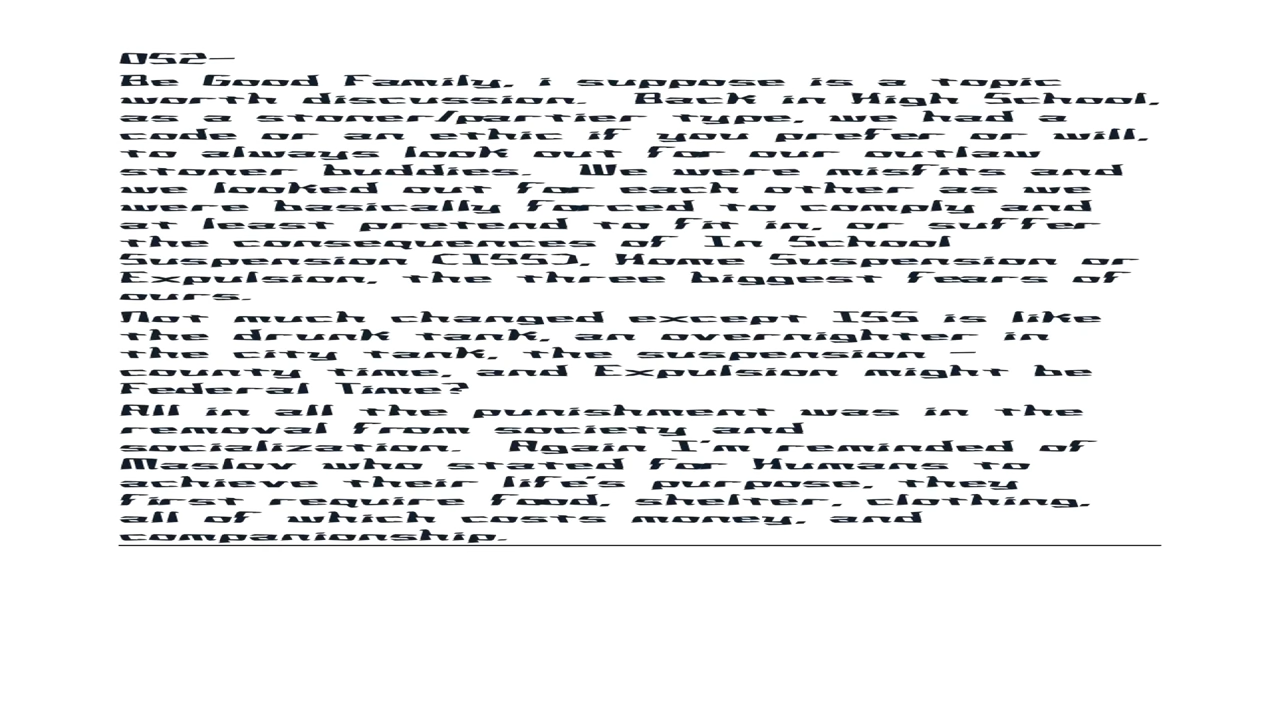 052—
Be Good Family, i suppose is a topic
worth discussion.  Back in High School,
as a stoner/partier type, we had a
code or an ethic if you prefer or will,
to always look out for our outlaw
stoner buddies.  We were misfits and
we looked out for each other as we
were basically forced to comply and
at least pretend to fit in, or suffer
the consequences of In School
Suspension (ISS), Home Suspension or
Expulsion, the three biggest fears of
ours.
Not much changed except ISS is like
the drunk tank, an overnighter in
the city tank, the suspension —
county time, and Expulsion might be
Federal Time?
All in all the punishment was in the
removal from society and
socialization.  Again I'm reminded of
Maslov who stated for Humans to
achieve their life's purpose, they
first require food, shelter, clothing,
all of which costs money, and
companionship.